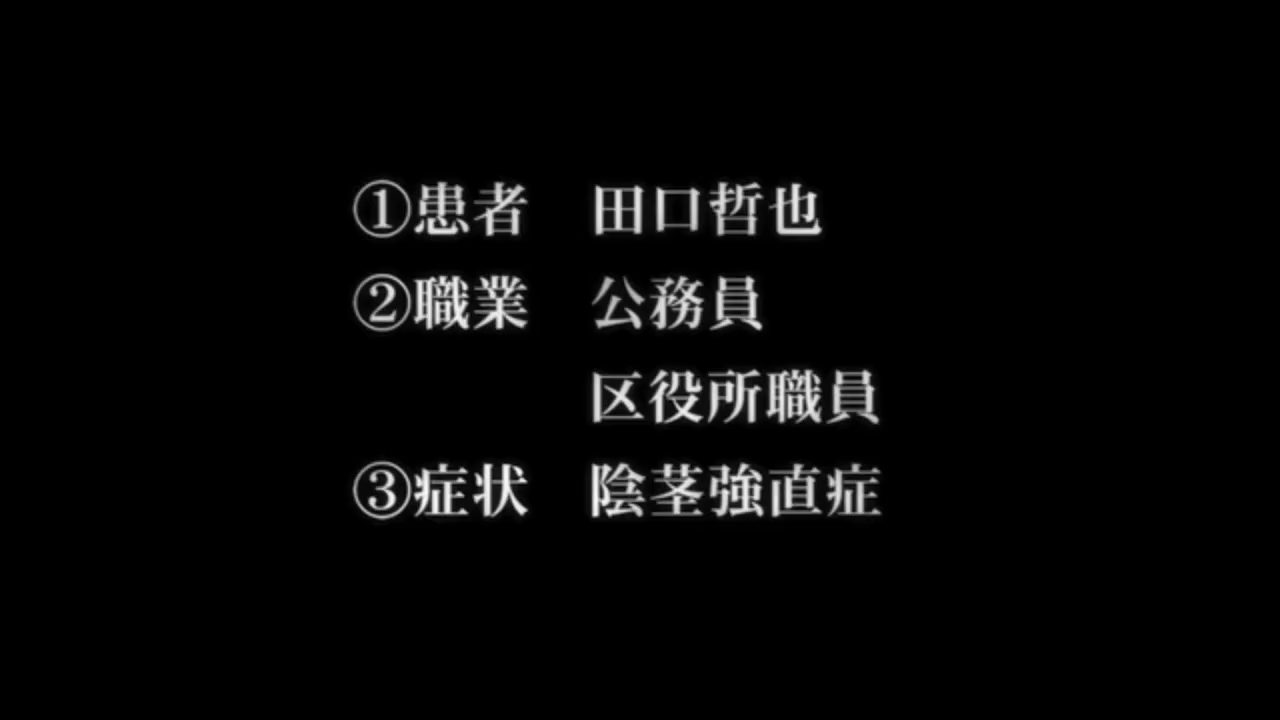 ①患者　田口哲也
②職業　公務員
区役所職員
③症状　陰茎強直症